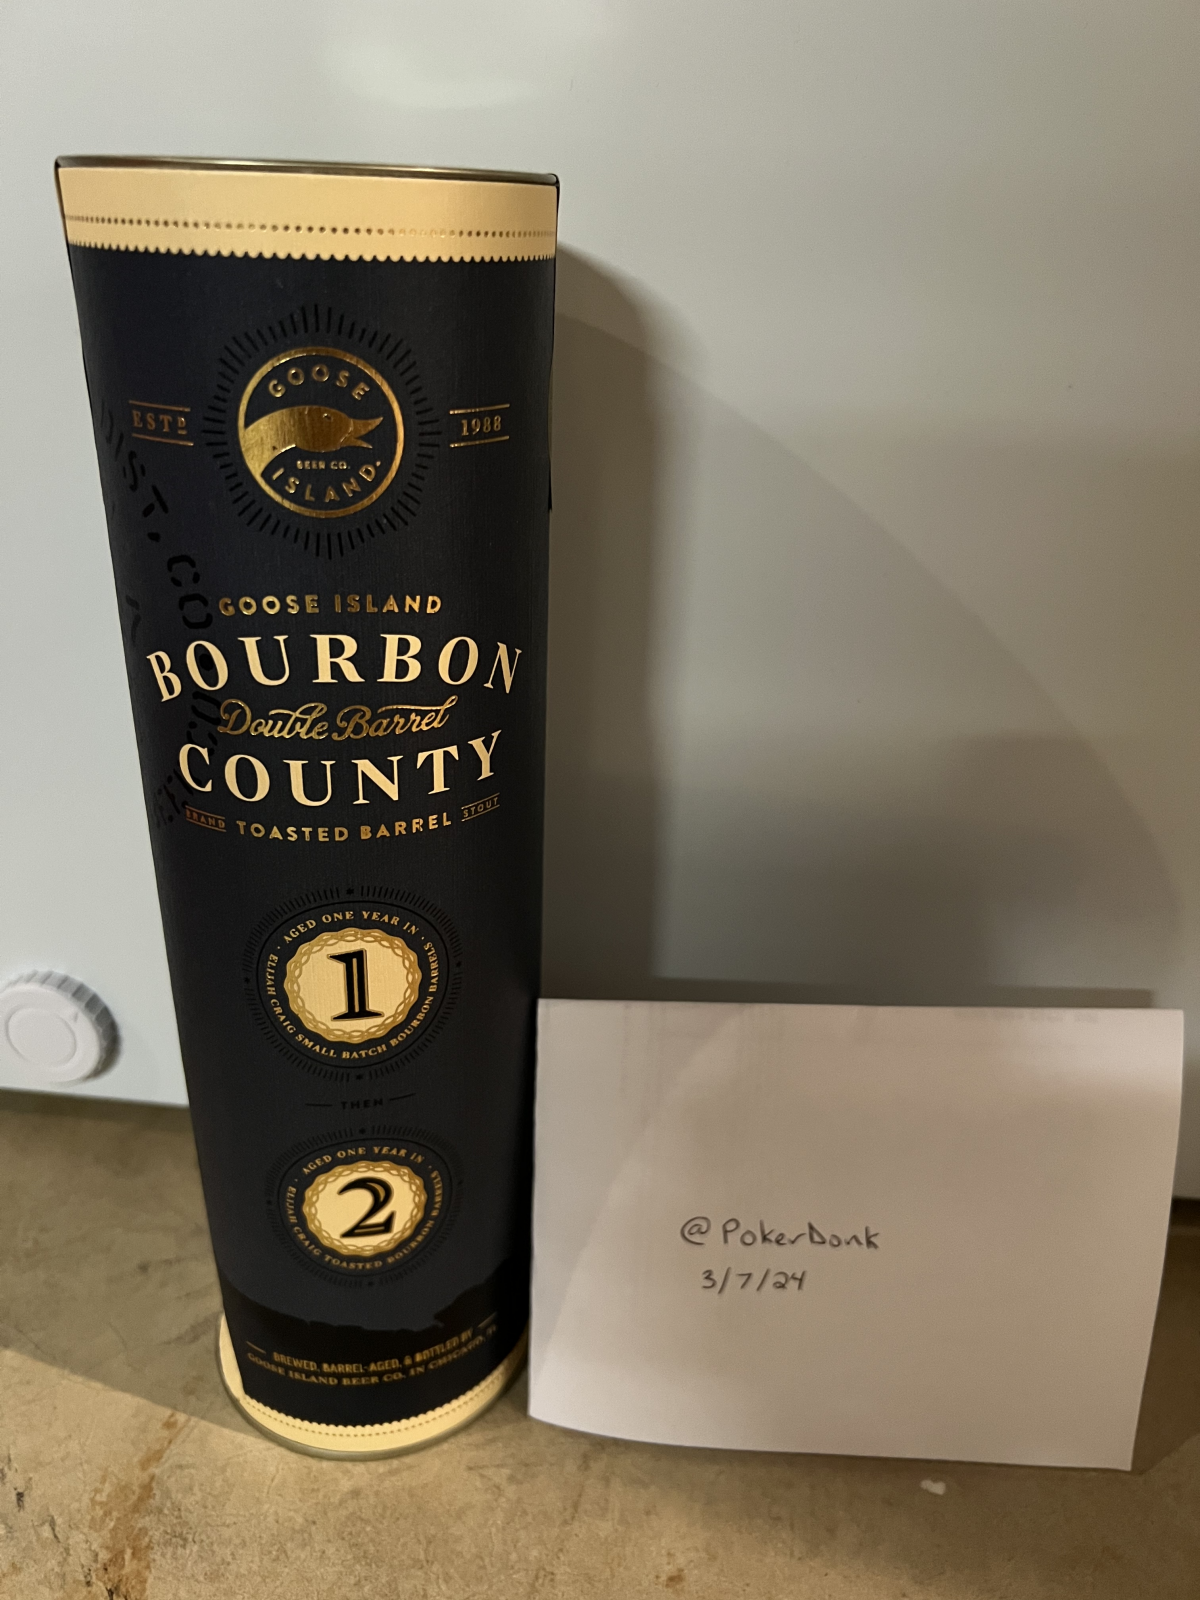 GOOSE
BEER CO.
ISLAND
ESTD
1988
GOOSE ISLAND
BOURBON
Double Barrel
COUNTY
BRAND TOASTED BARREL STOUT
AGED ONE YEAR IN
1
ELIJAH CRAIG SMALL BATCH BOURBON BARRELS
THEN
AGED ONE YEAR IN
2
ELIJAH CRAIG TOASTED BOURBON BARRELS
BREWED, BARREL-AGED, & BOTTLED BY
GOOSE ISLAND BEER CO. IN CHICAGO,
DIST. CO
@PokerDonk
3/7/24